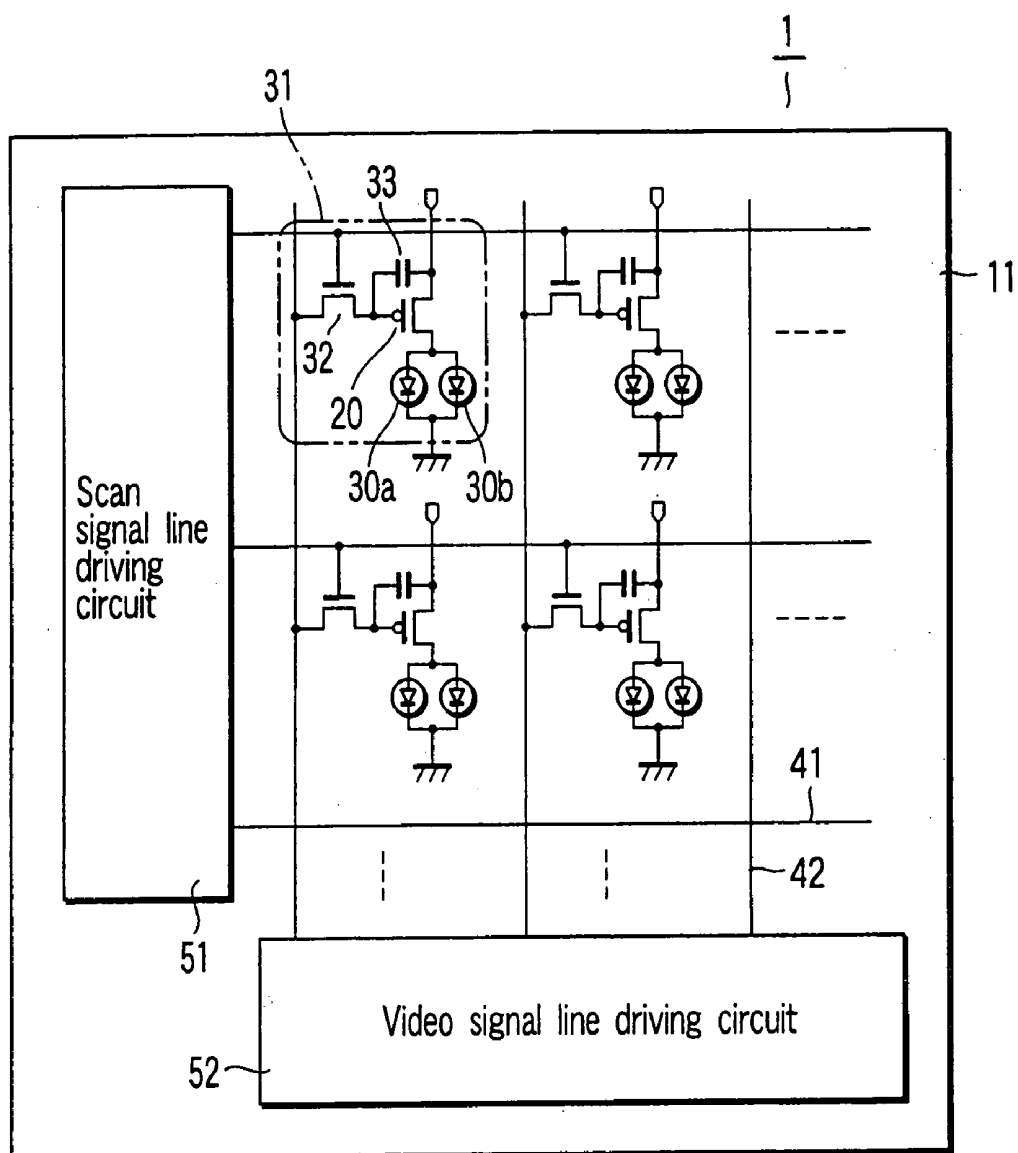 1
31
33
11
32
20
30a
30b
Scan
signal line
driving
circuit
41
42
51
Video signal line driving circuit
52